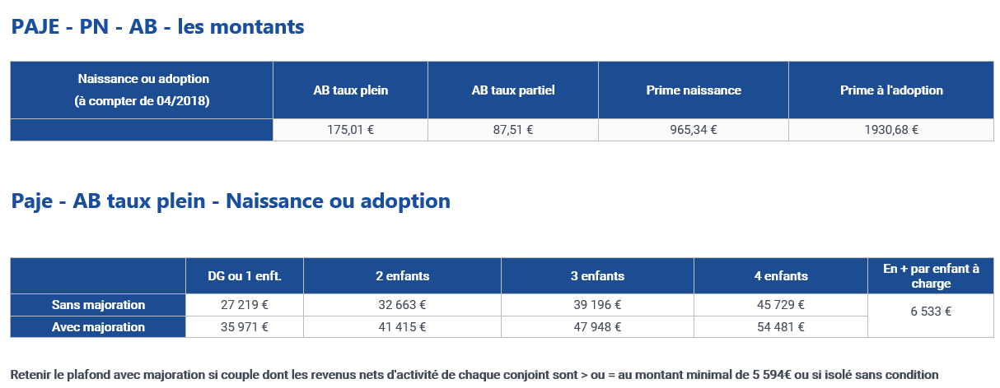 PAJE - PN - AB - les montants
Naissance ou adoption
(à compter de 04/2018)
AB taux plein
AB taux partiel
Prime naissance
Prime à l'adoption
175,01 €
87,51 €
965,34 €
1930,68 €
Paje - AB taux plein - Naissance ou adoption
DG ou 1 enft.
2 enfants
3 enfants
4 enfants
En + par enfant à
charge
Sans majoration
27 219 €
32 663 €
39 196 €
45 729 €
6 533 €
Avec majoration
35 971 €
41 415 €
47 948 €
54 481 €
Retenir le plafond avec majoration si couple dont les revenus nets d'activité de chaque conjoint sont > ou = au montant minimal de 5 594€ ou si isolé sans condition